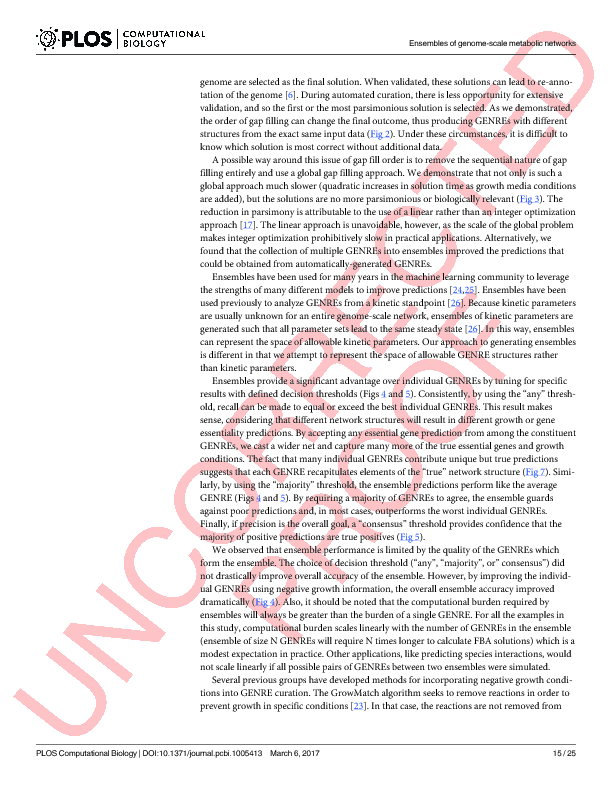 PLOS COMPUTATIONAL BIOLOGY
Ensembles of genome-scale metabolic networks
genome are selected as the final solution. When validated, these solutions can lead to re-anno-
tation of the genome [6]. During automated curation, there is less opportunity for extensive
validation, and so the first or the most parsimonious solution is selected. As we demonstrated,
the order of gap filling can change the final outcome, thus producing GENREs with different
structures from the exact same input data (Fig 2). Under these circumstances, it is difficult to
know which solution is most correct without additional data.
A possible way around this issue of gap fill order is to remove the sequential nature of gap
filling entirely and use a global gap filling approach. We demonstrate that not only is such a
global approach much slower (quadratic increases in solution time as growth media conditions
are added), but the solutions are no more parsimonious or biologically relevant (Fig 3). The
reduction in parsimony is attributable to the use of a linear rather than an integer optimization
approach [17]. The linear approach is unavoidable, however, as the scale of the global problem
makes integer optimization prohibitively slow in practical applications. Alternatively, we
found that the collection of multiple GENREs into ensembles improved the predictions that
could be obtained from automatically-generated GENREs.
Ensembles have been used for many years in the machine learning community to leverage
the strengths of many different models to improve predictions [24,25]. Ensembles have been
used previously to analyze GENREs from a kinetic standpoint [26]. Because kinetic parameters
are usually unknown for an entire genome-scale network, ensembles of kinetic parameters are
generated such that all parameter sets lead to the same steady state [26]. In this way, ensembles
can represent the space of allowable kinetic parameters. Our approach to generating ensembles
is different in that we attempt to represent the space of allowable GENRE structures rather
than kinetic parameters.
Ensembles provide a significant advantage over individual GENREs by tuning for specific
results with defined decision thresholds (Figs 4 and 5). Consistently, by using the “any” thresh-
old, recall can be made to equal or exceed the best individual GENREs. This result makes
sense, considering that different network structures will result in different growth or gene
essentiality predictions. By accepting any essential gene prediction from among the constituent
GENREs, we cast a wider net and capture many more of the true essential genes and growth
conditions. The fact that many individual GENREs contribute unique but true predictions
suggests that each GENRE recapitulates elements of the “true” network structure (Fig 7). Simi-
larly, by using the “majority” threshold, the ensemble predictions perform like the average
GENRE (Figs 4 and 5). By requiring a majority of GENREs to agree, the ensemble guards
against poor predictions and, in most cases, outperforms the worst individual GENREs.
Finally, if precision is the overall goal, a “consensus” threshold provides confidence that the
majority of positive predictions are true positives (Fig 5).
We observed that ensemble performance is limited by the quality of the GENREs which
form the ensemble. The choice of decision threshold (“any”, “majority”, or” consensus”) did
not drastically improve overall accuracy of the ensemble. However, by improving the individ-
ual GENREs using negative growth information, the overall ensemble accuracy improved
dramatically (Fig 4). Also, it should be noted that the computational burden required by
ensembles will always be greater than the burden of a single GENRE. For all the examples in
this study, computational burden scales linearly with the number of GENREs in the ensemble
(ensemble of size N GENREs will require N times longer to calculate FBA solutions) which is a
modest expectation in practice. Other applications, like predicting species interactions, would
not scale linearly if all possible pairs of GENREs between two ensembles were simulated.
Several previous groups have developed methods for incorporating negative growth condi-
tions into GENRE curation. The GrowMatch algorithm seeks to remove reactions in order to
prevent growth in specific conditions [23]. In that case, the reactions are not removed from
UNCORRECTED PROOF
PLOS Computational Biology | DOI:10.1371/journal.pcbi.1005413 March 6, 2017
15 / 25